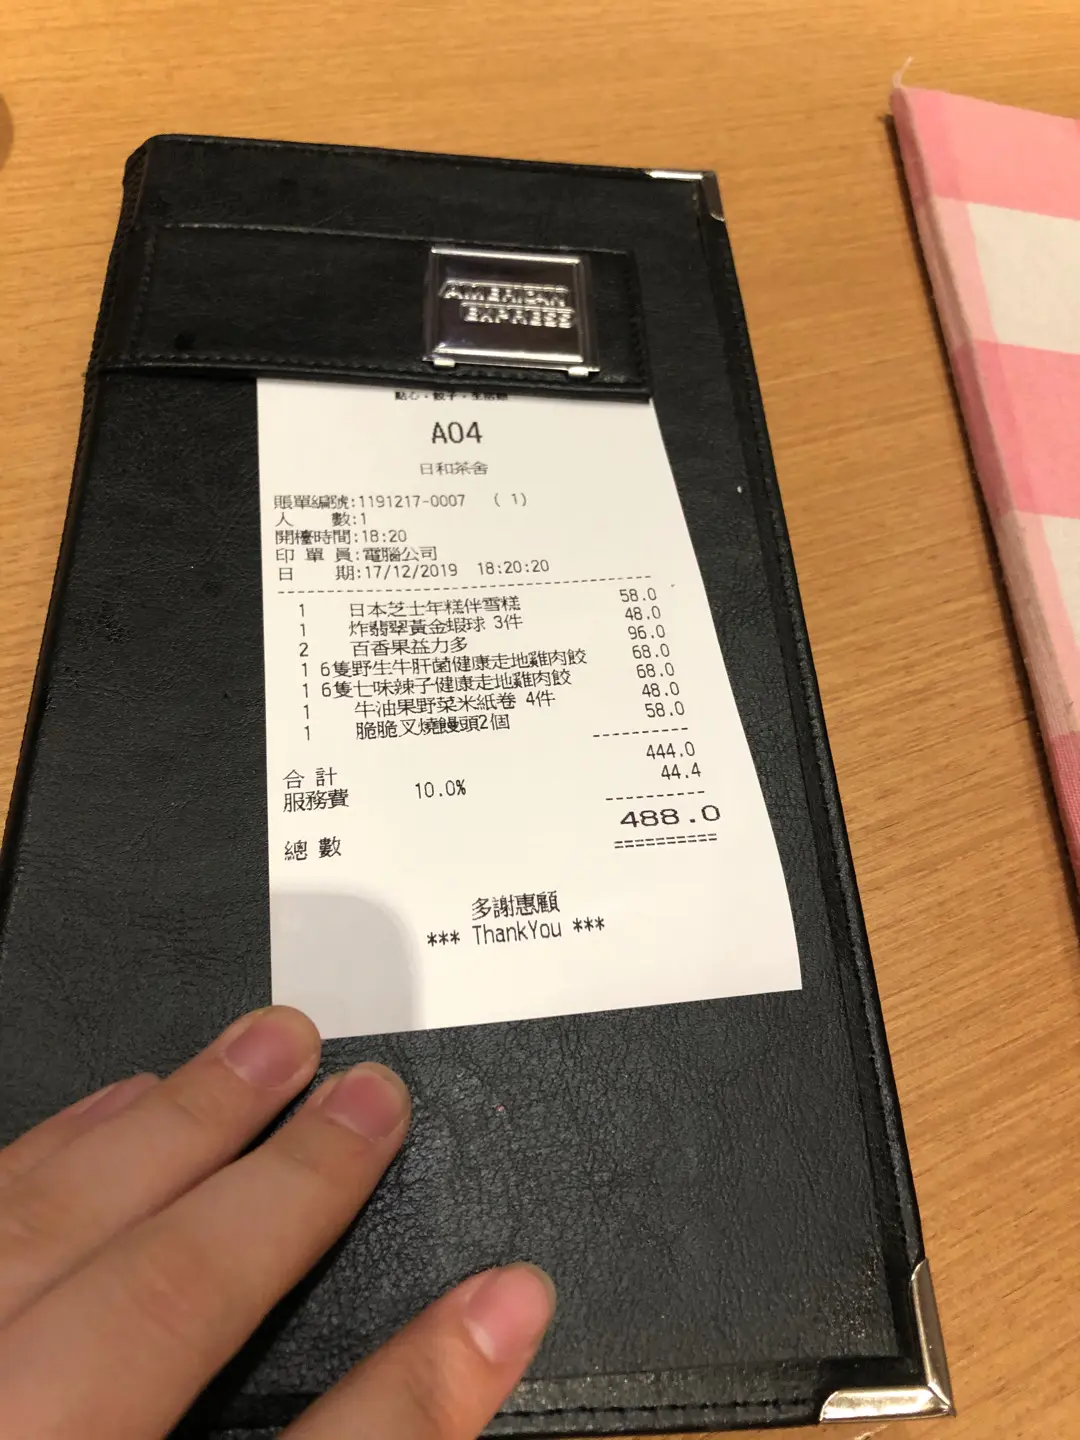 AMERICAN
EXPRESS
點心·餃子·生活館
A04
日和茶舍
賬單編號:1191217-0007 (1)
人 數:1
開檯時間:18:20
印單員:電腦公司
日 期:17/12/2019 18:20:20
1 日本芝士年糕伴雪糕 58.0
1 炸翡翠黃金蝦球 3件 48.0
2 百香果益力多 96.0
1 6隻野生牛肝菌健康走地雞肉餃 68.0
1 6隻七味辣子健康走地雞肉餃 68.0
1 牛油果野菜米紙卷 4件 48.0
1 脆脆叉燒饅頭2個 58.0
合計 444.0
服務費 10.0% 44.4
總數 488.0
==========
多謝惠顧
*** ThankYou ***